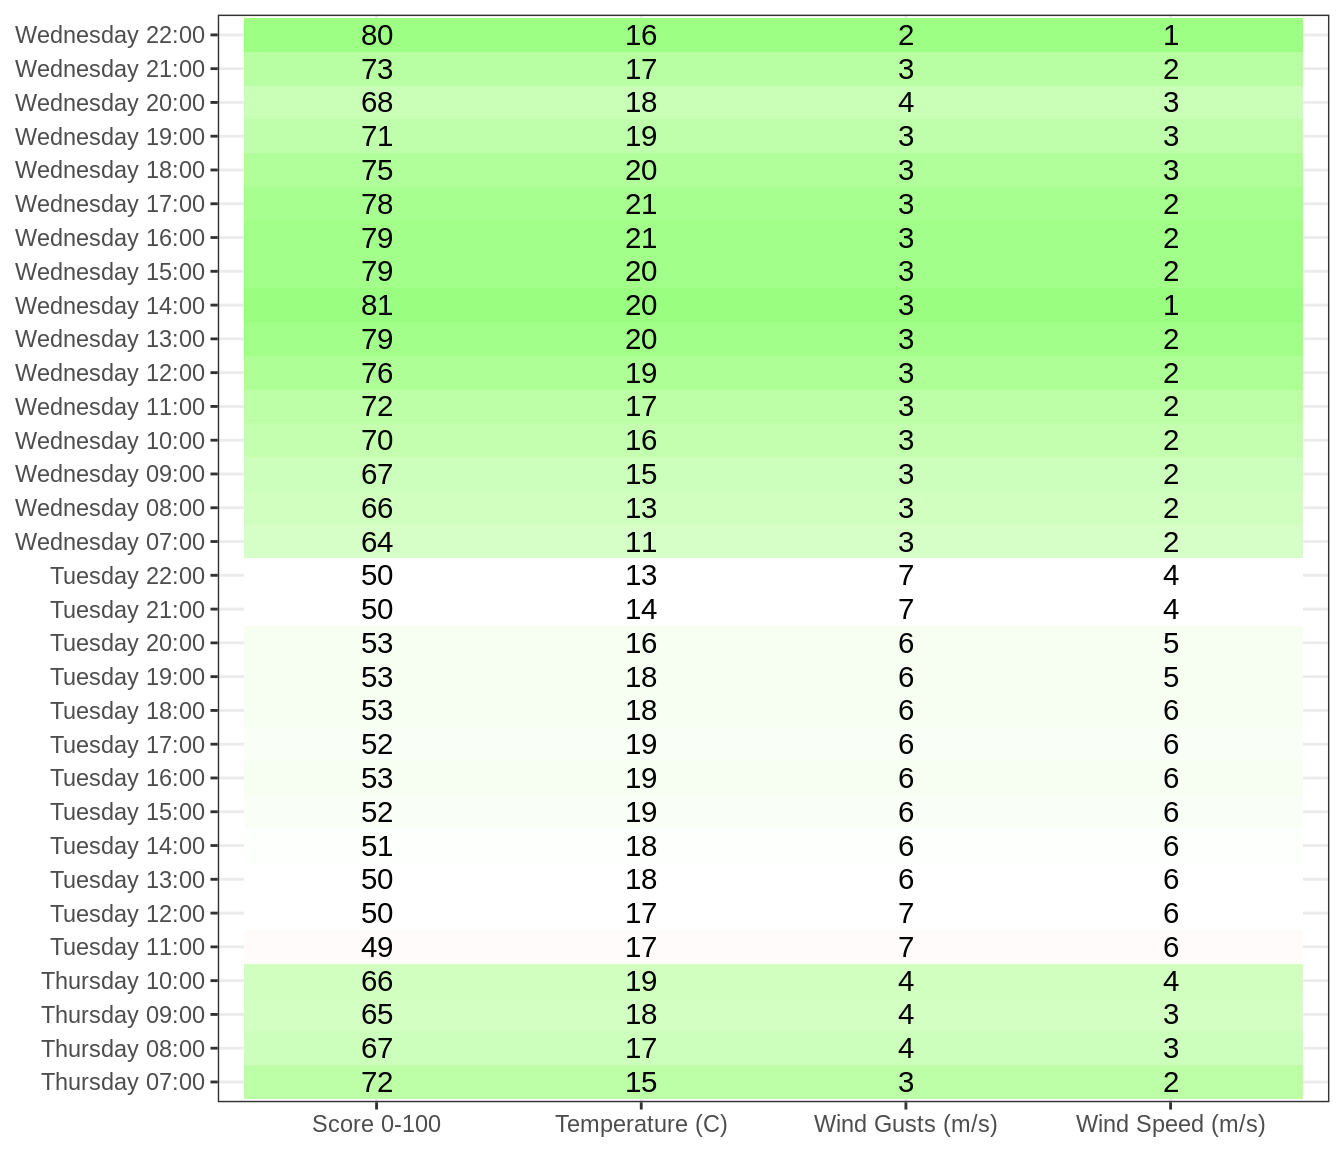 Wednesday 22:00 80 16 2 1
Wednesday 21:00 73 17 3 2
Wednesday 20:00 68 18 4 3
Wednesday 19:00 71 19 3 3
Wednesday 18:00 75 20 3 3
Wednesday 17:00 78 21 3 2
Wednesday 16:00 79 21 3 2
Wednesday 15:00 79 20 3 2
Wednesday 14:00 81 20 3 1
Wednesday 13:00 79 20 3 2
Wednesday 12:00 76 19 3 2
Wednesday 11:00 72 17 3 2
Wednesday 10:00 70 16 3 2
Wednesday 09:00 67 15 3 2
Wednesday 08:00 66 13 3 2
Wednesday 07:00 64 11 3 2
Tuesday 22:00 50 13 7 4
Tuesday 21:00 50 14 7 4
Tuesday 20:00 53 16 6 5
Tuesday 19:00 53 18 6 5
Tuesday 18:00 53 18 6 6
Tuesday 17:00 52 19 6 6
Tuesday 16:00 53 19 6 6
Tuesday 15:00 52 19 6 6
Tuesday 14:00 51 18 6 6
Tuesday 13:00 50 18 6 6
Tuesday 12:00 50 17 7 6
Tuesday 11:00 49 17 7 6
Thursday 10:00 66 19 4 4
Thursday 09:00 65 18 4 3
Thursday 08:00 67 17 4 3
Thursday 07:00 72 15 3 2
Score 0-100 Temperature (C) Wind Gusts (m/s) Wind Speed (m/s)